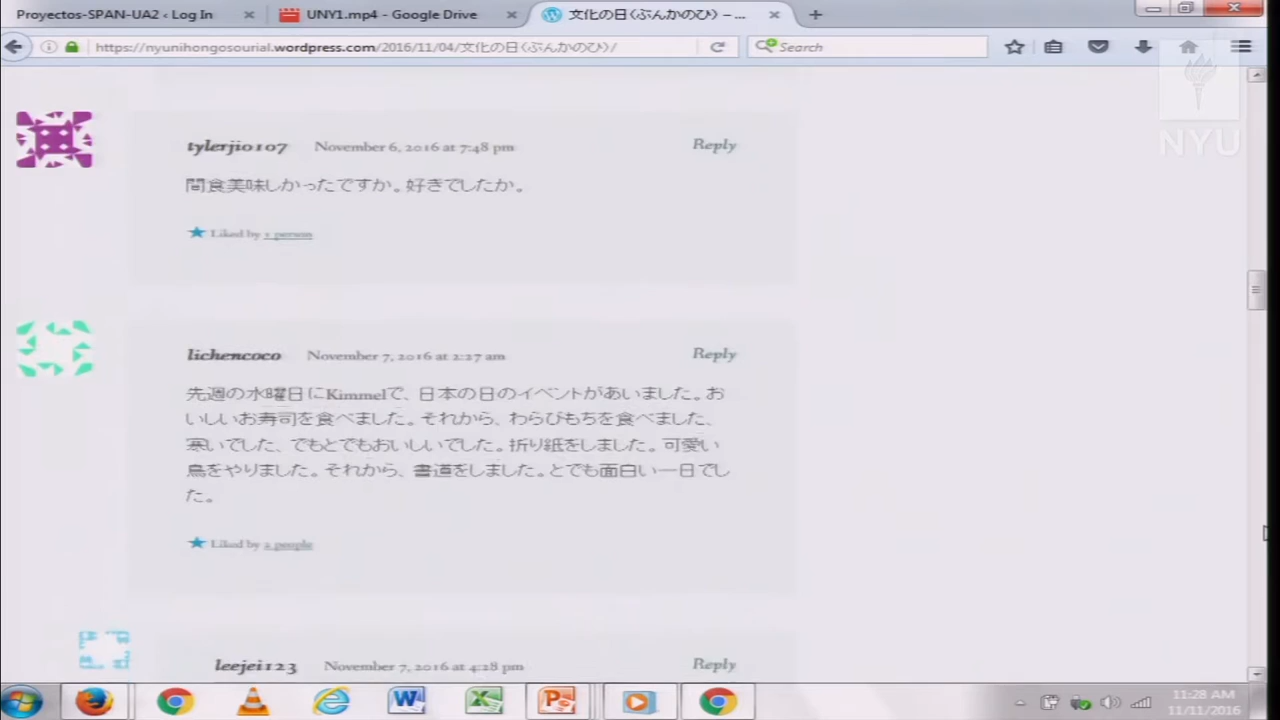 Proyectos-SPAN-UA2 ‹ Log In
UNY1.mp4 - Google Drive
文化の日〈ぶんかのひ〉 – ...
https://nyunihongosourial.wordpress.com/2016/11/04/文化の日〈ぶんかのひ〉/
Search
NYU
tylerji0107 November 6, 2016 at 7:48 pm Reply
間食美味しかったですか。好きでしたか。
Liked by 1 person
lichencoco November 7, 2016 at 2:27 am Reply
先週の水曜日にKimmelで、日本の日のイベントがあいました。お
いしいお寿司を食べました。それから、わらびもちを食べました、
寒いでした、でもとでもおいしいでした。折り紙をしました。可愛い
鳥をやりました。それから、書道をしました。とでも面白い一日でし
た。
Liked by 2 people
leejei123 November 7, 2016 at 4:28 pm Reply
11:28 AM
11/11/2016